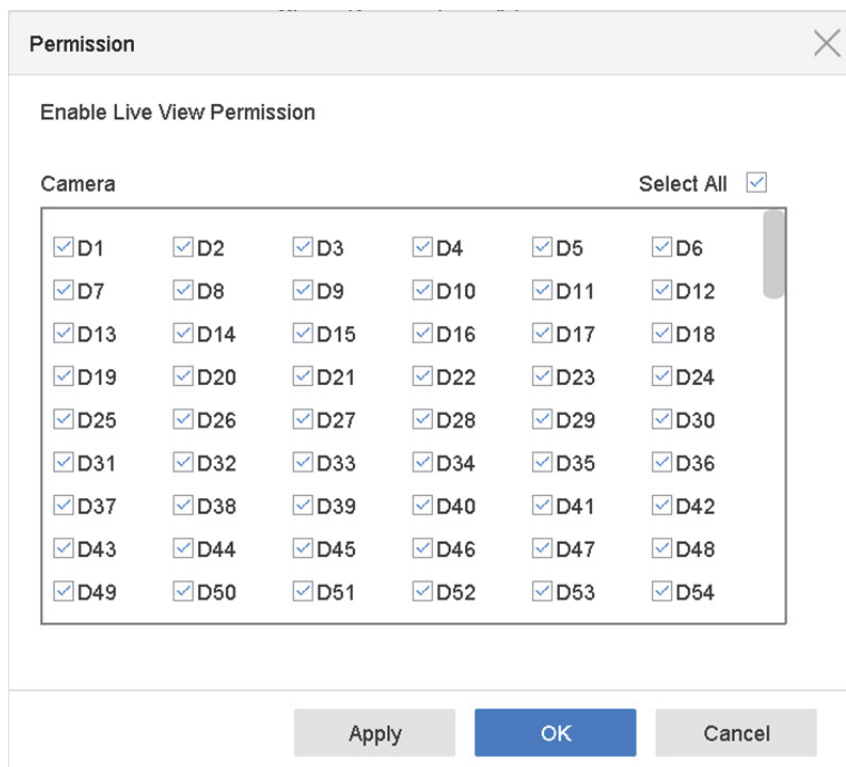 Permission
Enable Live View Permission
Camera Select All
D1 D2 D3 D4 D5 D6
D7 D8 D9 D10 D11 D12
D13 D14 D15 D16 D17 D18
D19 D20 D21 D22 D23 D24
D25 D26 D27 D28 D29 D30
D31 D32 D33 D34 D35 D36
D37 D38 D39 D40 D41 D42
D43 D44 D45 D46 D47 D48
D49 D50 D51 D52 D53 D54
Apply OK Cancel